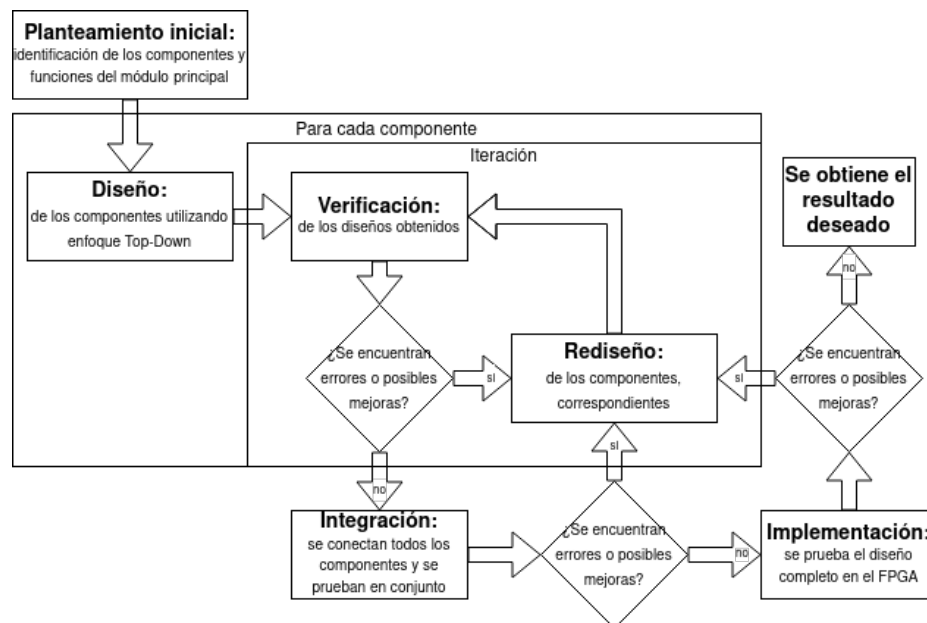 Planteamiento inicial:
identificación de los componentes y
funciones del módulo principal
Para cada componente
Iteración
Diseño:
de los componentes utilizando
enfoque Top-Down
Verificación:
de los diseños obtenidos
Se obtiene el
resultado
deseado
no
¿Se encuentran
errores o posibles
mejoras?
si
Rediseño:
de los componentes,
correspondientes
si
¿Se encuentran
errores o posibles
mejoras?
si
no
Integración:
se conectan todos los
componentes y se
prueban en conjunto
¿Se encuentran
errores o posibles
mejoras?
no
Implementación:
se prueba el diseño
completo en el FPGA